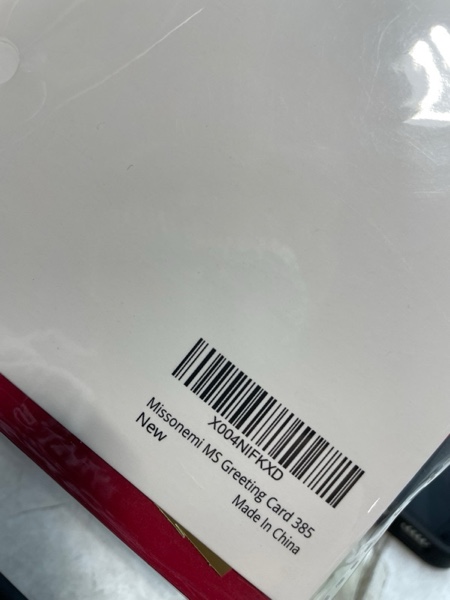 X004NIFKXD
Missonemi MS Greeting Card 385
New
Made In China